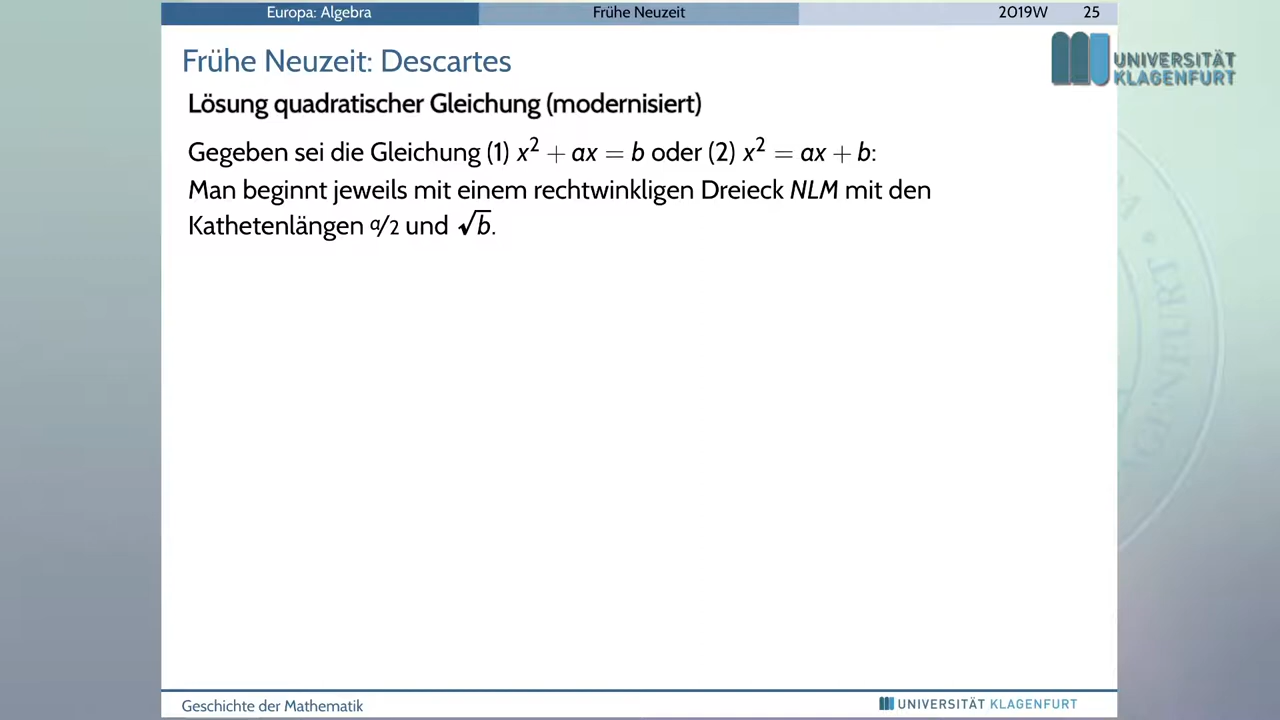 Europa: Algebra Frühe Neuzeit 2019W 25
Frühe Neuzeit: Descartes
UNIVERSITÄT
KLAGENFURT
Lösung quadratischer Gleichung (modernisiert)
Gegeben sei die Gleichung (1) x² + ax = b oder (2) x² = ax + b:
Man beginnt jeweils mit einem rechtwinkligen Dreieck NLM mit den
Kathetenlängen a/2 und √b.
Geschichte der Mathematik UNIVERSITÄT KLAGENFURT